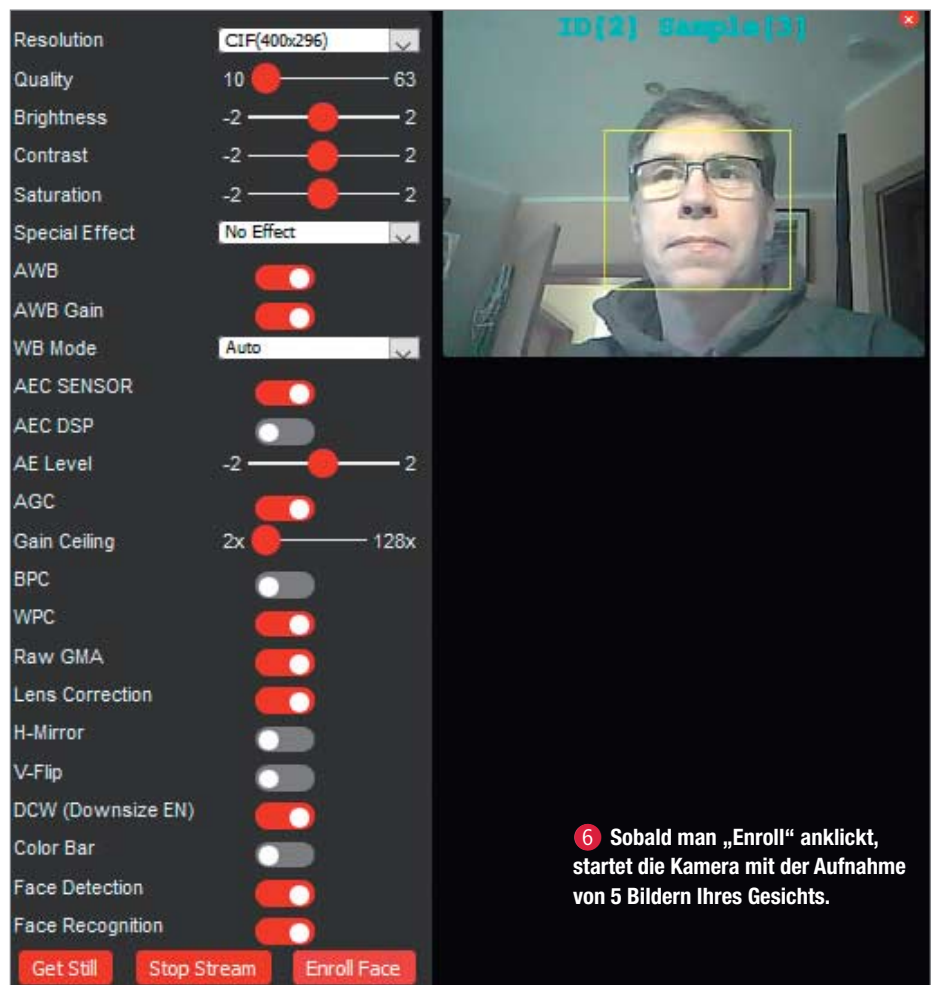 Resolution CIF(400x296)
Quality 10 63
Brightness -2 2
Contrast -2 2
Saturation -2 2
Special Effect No Effect
AWB
AWB Gain
WB Mode Auto
AEC SENSOR
AEC DSP
AE Level -2 2
AGC
Gain Ceiling 2x 128x
BPC
WPC
Raw GMA
Lens Correction
H-Mirror
V-Flip
DCW (Downsize EN)
Color Bar
Face Detection
Face Recognition
Get Still Stop Stream Enroll Face
ID[2] Sample[3]
6 Sobald man „Enroll“ anklickt,
startet die Kamera mit der Aufnahme
von 5 Bildern Ihres Gesichts.